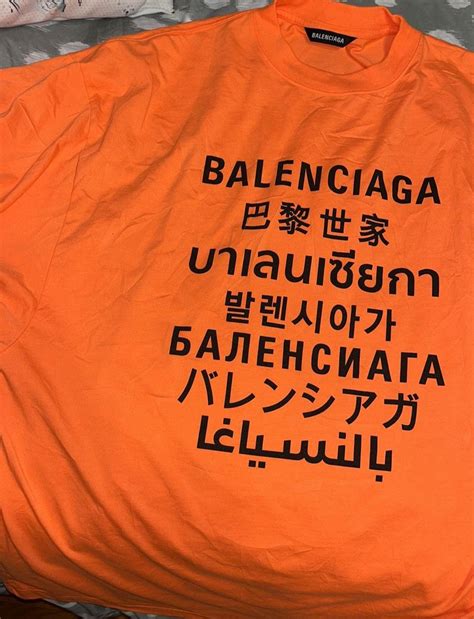 BALENCIAGA
BALENCIAGA
巴黎世家
บาเลนเซียกา
발렌시아가
БАЛЕНСИАГА
バレンシアガ
بالنسياغا